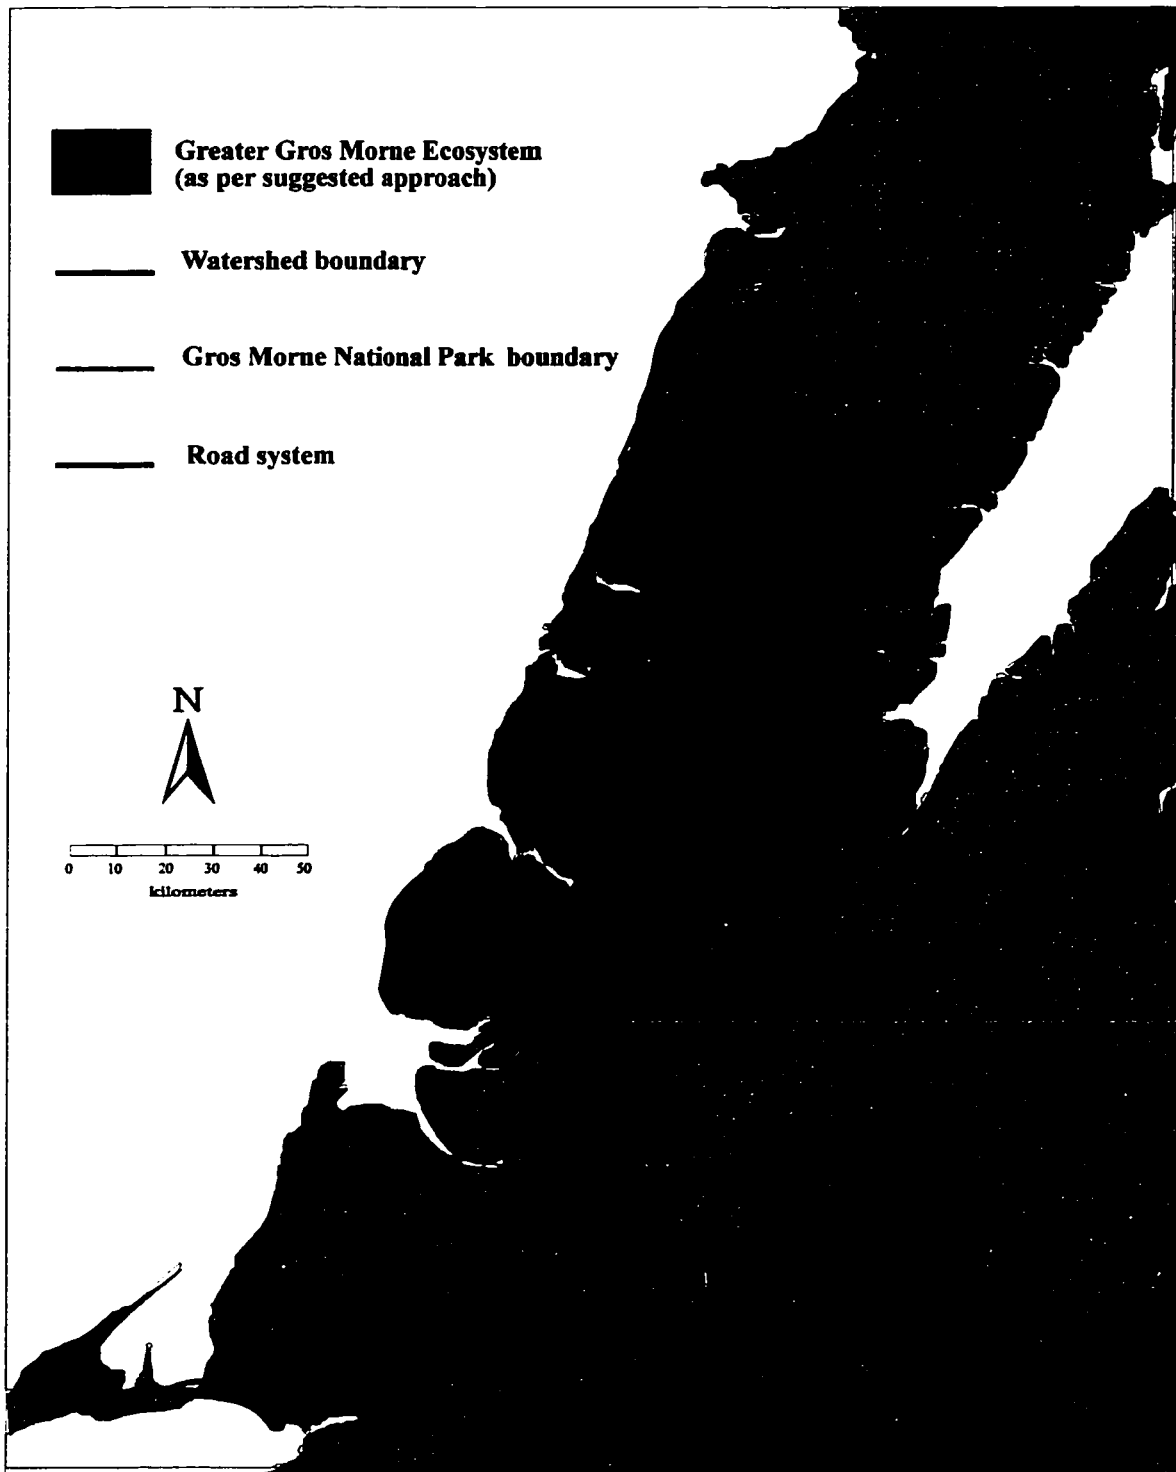 Greater Gros Morne Ecosystem
(as per suggested approach)
Watershed boundary
Gros Morne National Park boundary
Road system
N
0 10 20 30 40 50
kilometers